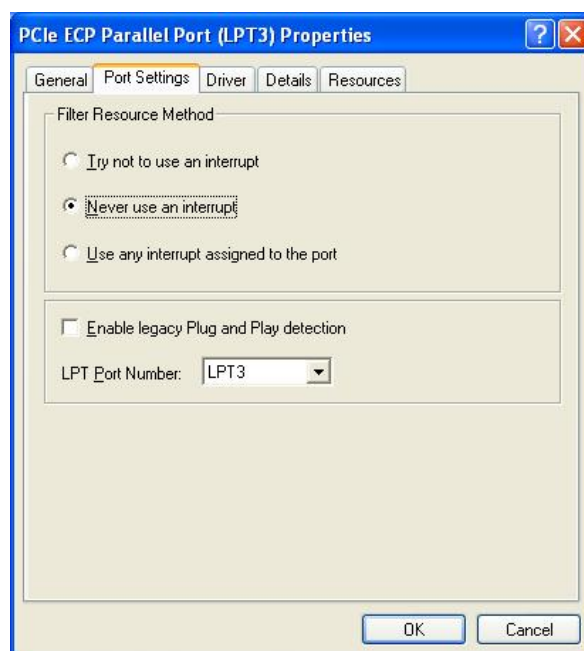 PCIe ECP Parallel Port (LPT3) Properties
General Port Settings Driver Details Resources
Filter Resource Method
Try not to use an interrupt
Never use an interrupt
Use any interrupt assigned to the port
Enable legacy Plug and Play detection
LPT Port Number: LPT3
OK Cancel